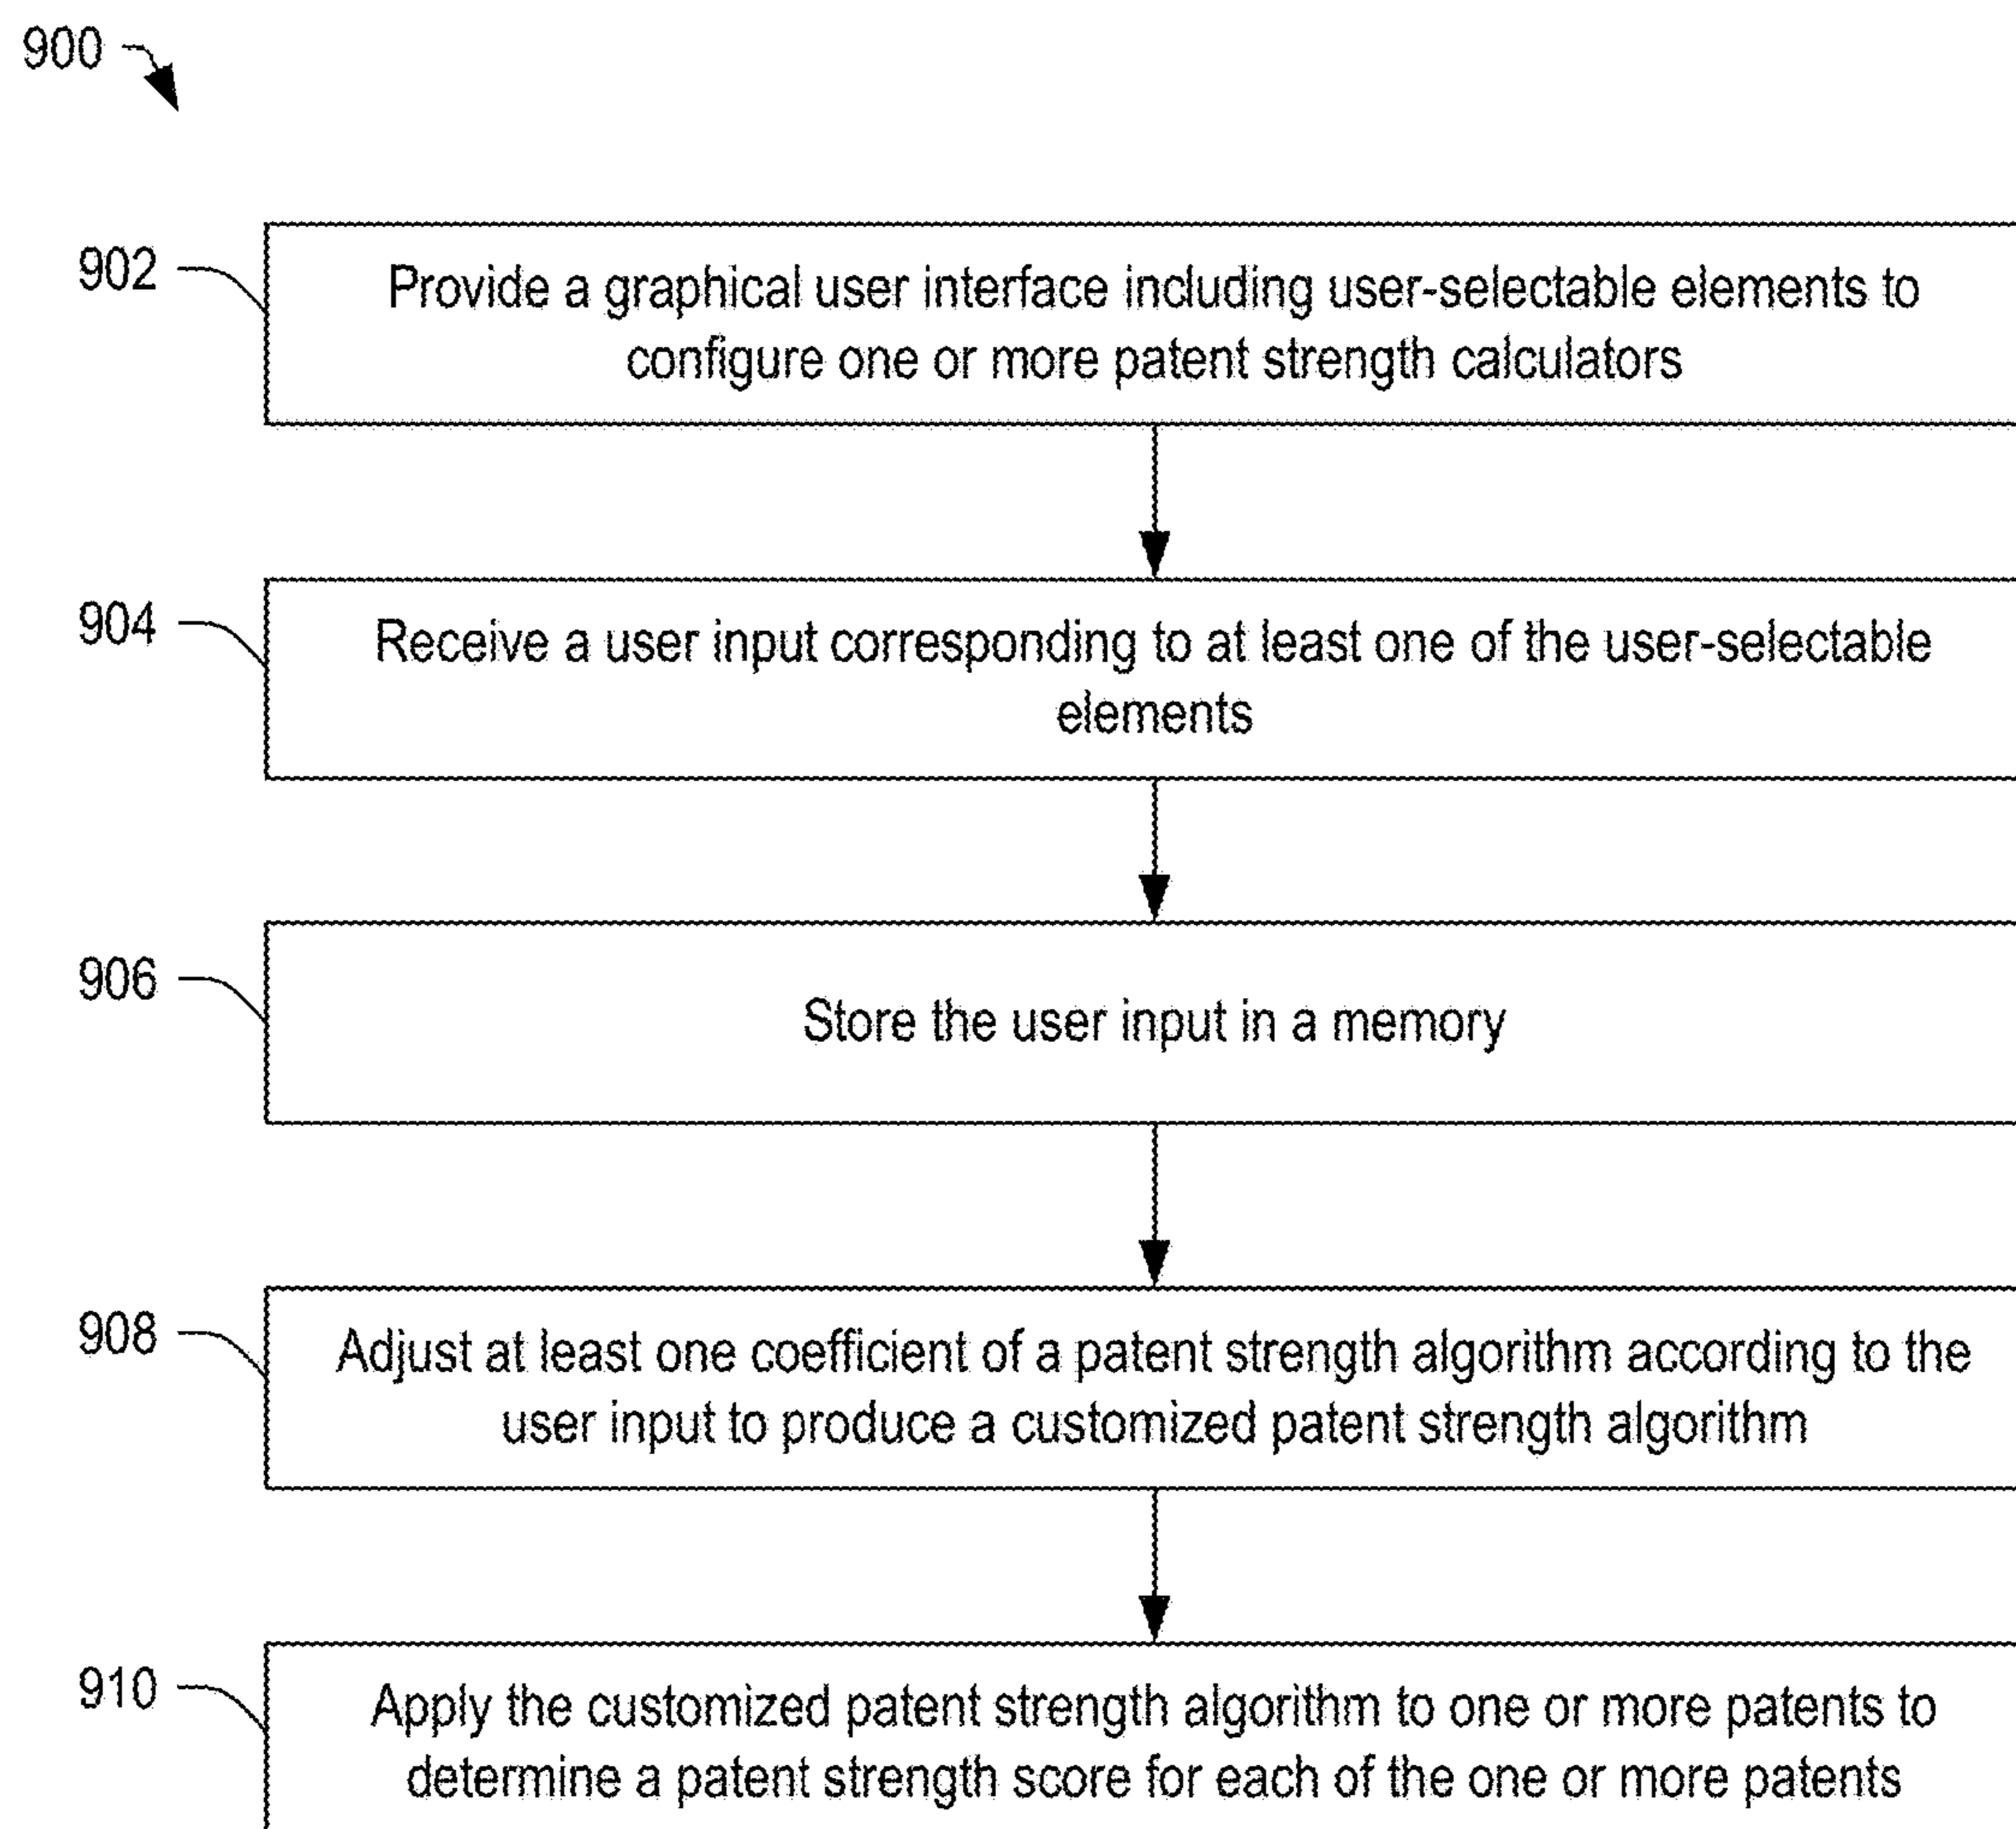 900
902
Provide a graphical user interface including user-selectable elements to
configure one or more patent strength calculators
904
Receive a user input corresponding to at least one of the user-selectable
elements
906
Store the user input in a memory
908
Adjust at least one coefficient of a patent strength algorithm according to the
user input to produce a customized patent strength algorithm
910
Apply the customized patent strength algorithm to one or more patents to
determine a patent strength score for each of the one or more patents